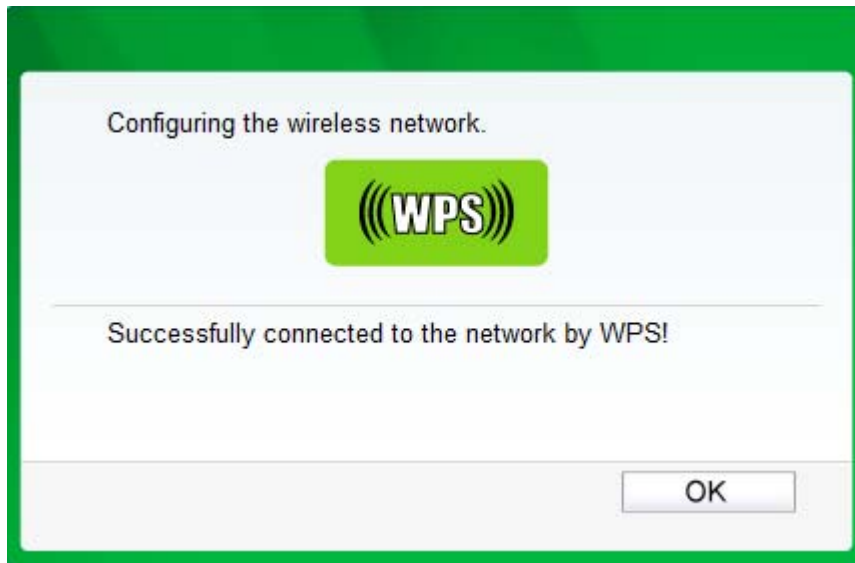 Configuring the wireless network.
WPS
Successfully connected to the network by WPS!
OK